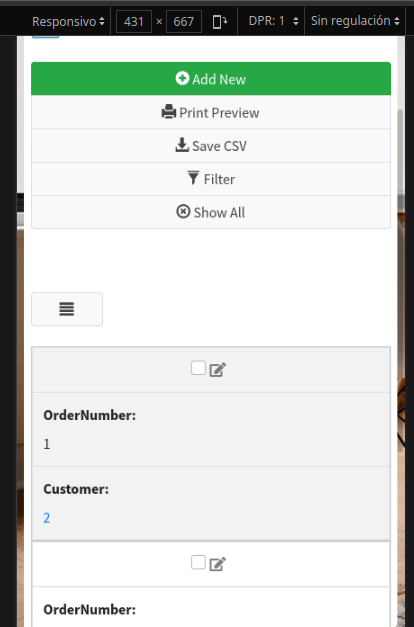 Responsivo 431 × 667 DPR: 1 Sin regulación
Add New
Print Preview
Save CSV
Filter
Show All
OrderNumber:
1
Customer:
2
OrderNumber: